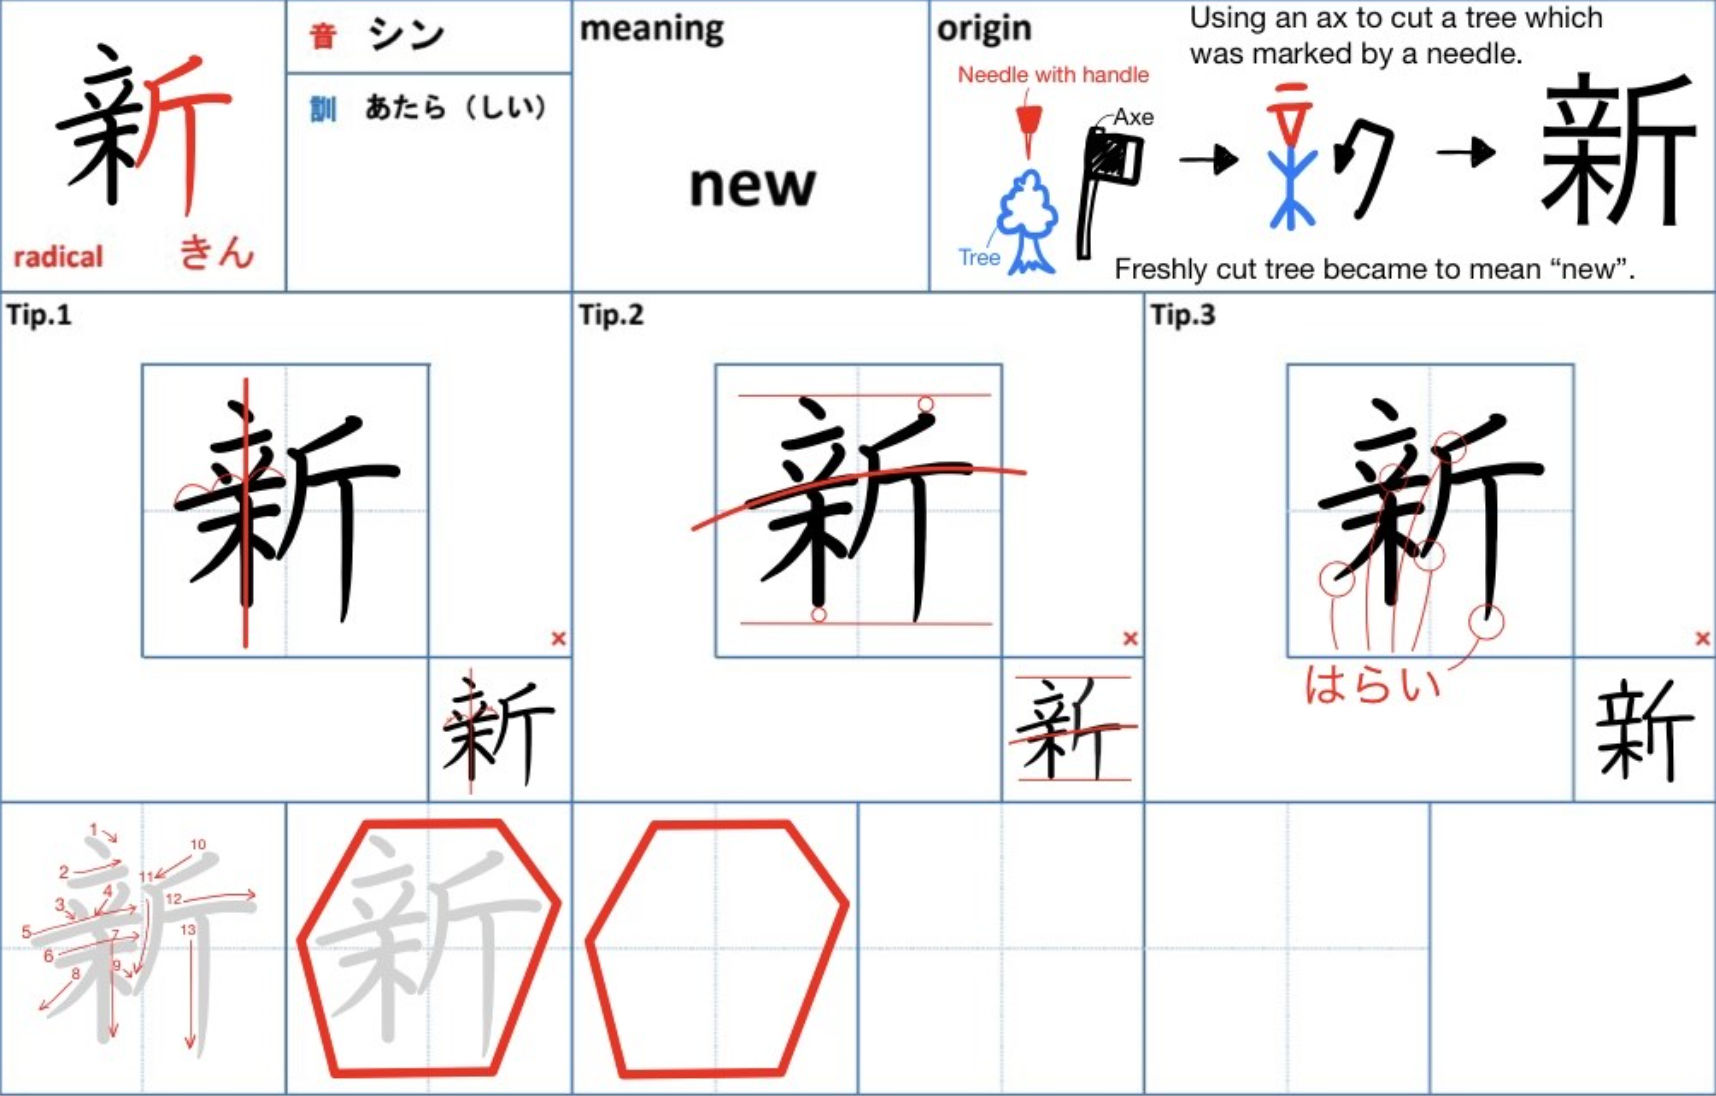 新
radical きん
音 シン
訓 あたら（しい）
meaning
new
origin
Using an ax to cut a tree which
was marked by a needle.
Needle with handle
Axe
Tree
新
Freshly cut tree became to mean “new”.
Tip.1
新
×
新
Tip.2
新
×
新
Tip.3
新
はらい
×
新
新
1
2
3
4
5
6
7
8
9
10
11
12
13
新